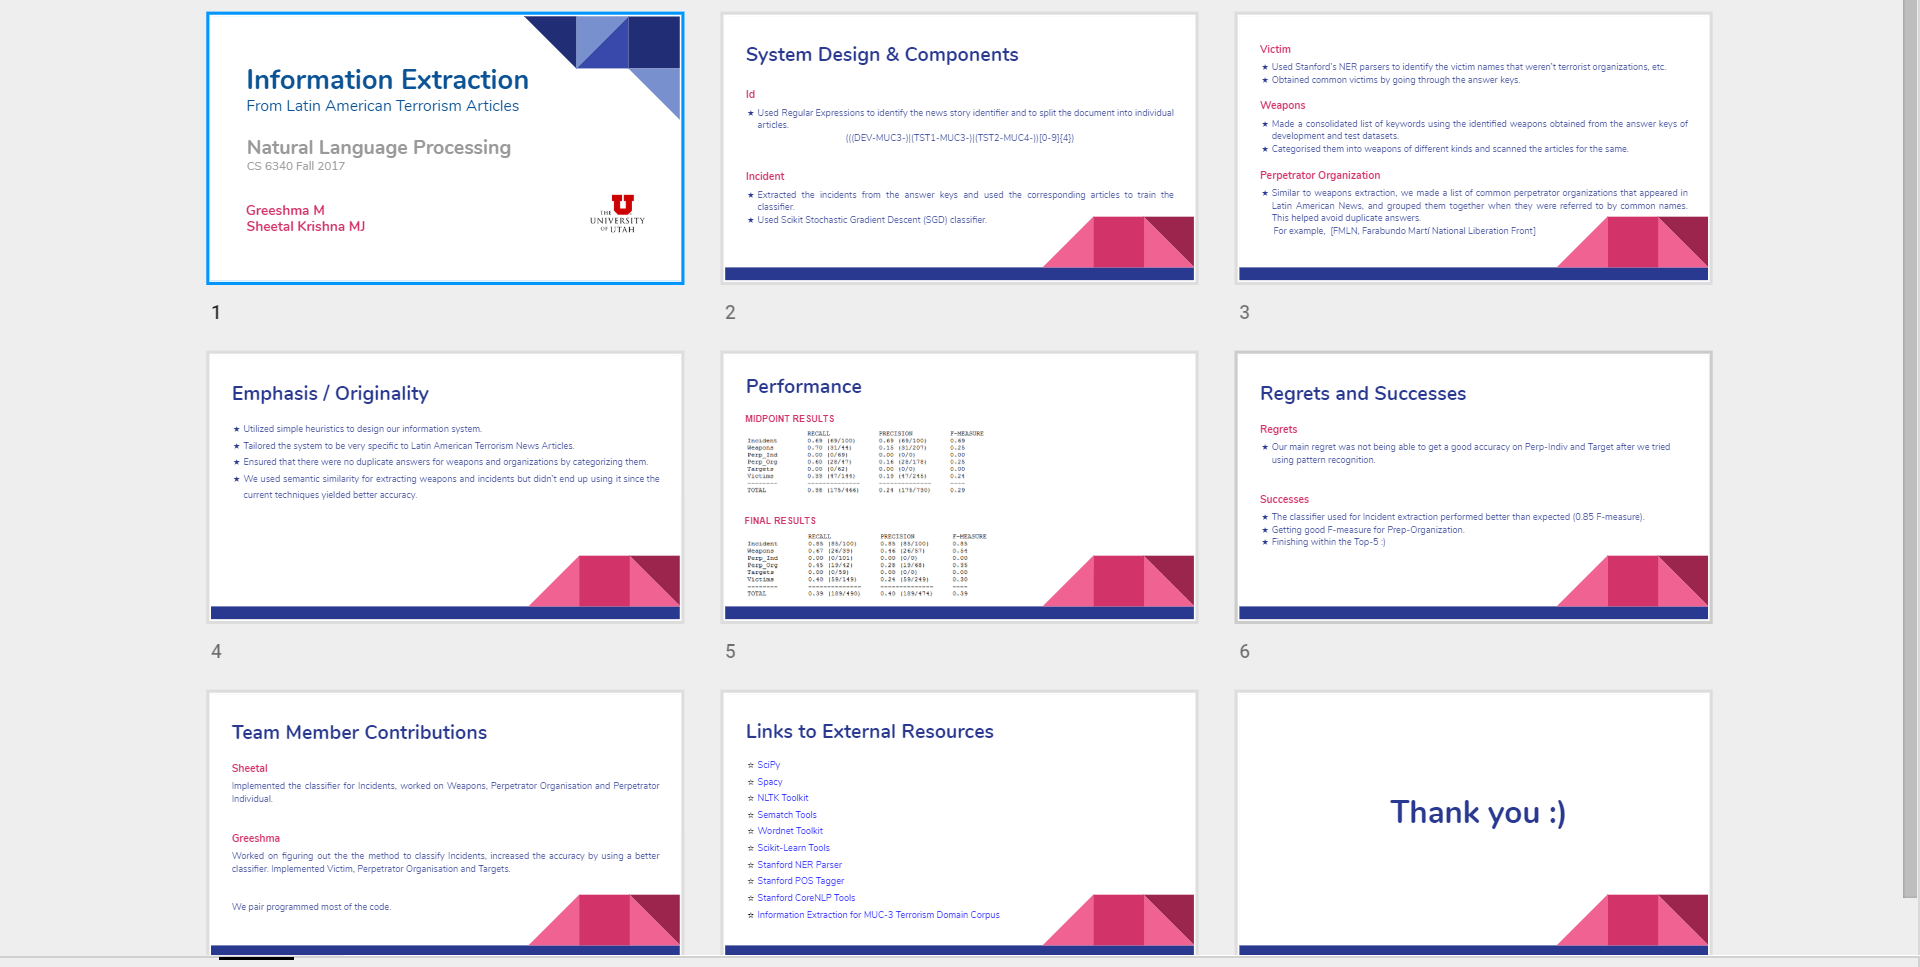 Information Extraction
From Latin American Terrorism Articles
Natural Language Processing
CS 6340 Fall 2017
Greeshma M
Sheetal Krishna MJ
THE
UNIVERSITY
OF UTAH
1
System Design & Components
Id
★ Used Regular Expressions to identify the news story identifier and to split the document into individual
articles.
(((DEV-MUC3-)|(TST1-MUC3-)|(TST2-MUC4-))[0-9]{4})
Incident
★ Extracted the incidents from the answer keys and used the corresponding articles to train the
classifier.
★ Used Scikit Stochastic Gradient Descent (SGD) classifier.
2
Victim
★ Used Stanford's NER parsers to identify the victim names that weren't terrorist organizations, etc.
★ Obtained common victims by going through the answer keys.
Weapons
★ Made a consolidated list of keywords using the identified weapons obtained from the answer keys of
development and test datasets.
★ Categorised them into weapons of different kinds and scanned the articles for the same.
Perpetrator Organization
★ Similar to weapons extraction, we made a list of common perpetrator organizations that appeared in
Latin American News, and grouped them together when they were referred to by common names.
This helped avoid duplicate answers.
For example, [FMLN, Farabundo Martí National Liberation Front]
3
Emphasis / Originality
★ Utilized simple heuristics to design our information system.
★ Tailored the system to be very specific to Latin American Terrorism News Articles.
★ Ensured that there were no duplicate answers for weapons and organizations by categorizing them.
★ We used semantic similarity for extracting weapons and incidents but didn't end up using it since the
current techniques yielded better accuracy.
4
Performance
MIDPOINT RESULTS
RECALL PRECISION F-MEASURE
Incident 0.69 (69/100) 0.69 (69/100) 0.69
Weapons 0.70 (31/44) 0.15 (31/207) 0.25
Perp_Ind 0.00 (0/69) 0.00 (0/0) 0.00
Perp_Org 0.60 (28/47) 0.16 (28/178) 0.25
Targets 0.00 (0/62) 0.00 (0/0) 0.00
Victims 0.33 (47/144) 0.19 (47/245) 0.24
-------- -------------- -------------- ----
TOTAL 0.38 (175/466) 0.24 (175/730) 0.29
FINAL RESULTS
RECALL PRECISION F-MEASURE
Incident 0.85 (85/100) 0.85 (85/100) 0.85
Weapons 0.67 (26/39) 0.46 (26/57) 0.54
Perp_Ind 0.00 (0/101) 0.00 (0/0) 0.00
Perp_Org 0.45 (19/42) 0.28 (19/68) 0.35
Targets 0.00 (0/59) 0.00 (0/0) 0.00
Victims 0.40 (59/149) 0.24 (59/249) 0.30
-------- -------------- -------------- ----
TOTAL 0.39 (189/490) 0.40 (189/474) 0.39
5
Regrets and Successes
Regrets
★ Our main regret was not being able to get a good accuracy on Perp-Indiv and Target after we tried
using pattern recognition.
Successes
★ The classifier used for Incident extraction performed better than expected (0.85 F-measure).
★ Getting good F-measure for Prep-Organization.
★ Finishing within the Top-5 :)
6
Team Member Contributions
Sheetal
Implemented the classifier for Incidents, worked on Weapons, Perpetrator Organisation and Perpetrator
Individual.
Greeshma
Worked on figuring out the the method to classify Incidents, increased the accuracy by using a better
classifier. Implemented Victim, Perpetrator Organisation and Targets.
We pair programmed most of the code.
Links to External Resources
☆ SciPy
☆ Spacy
☆ NLTK Toolkit
☆ Sematch Tools
☆ Wordnet Toolkit
☆ Scikit-Learn Tools
☆ Stanford NER Parser
☆ Stanford POS Tagger
☆ Stanford CoreNLP Tools
☆ Information Extraction for MUC-3 Terrorism Domain Corpus
Thank you :)